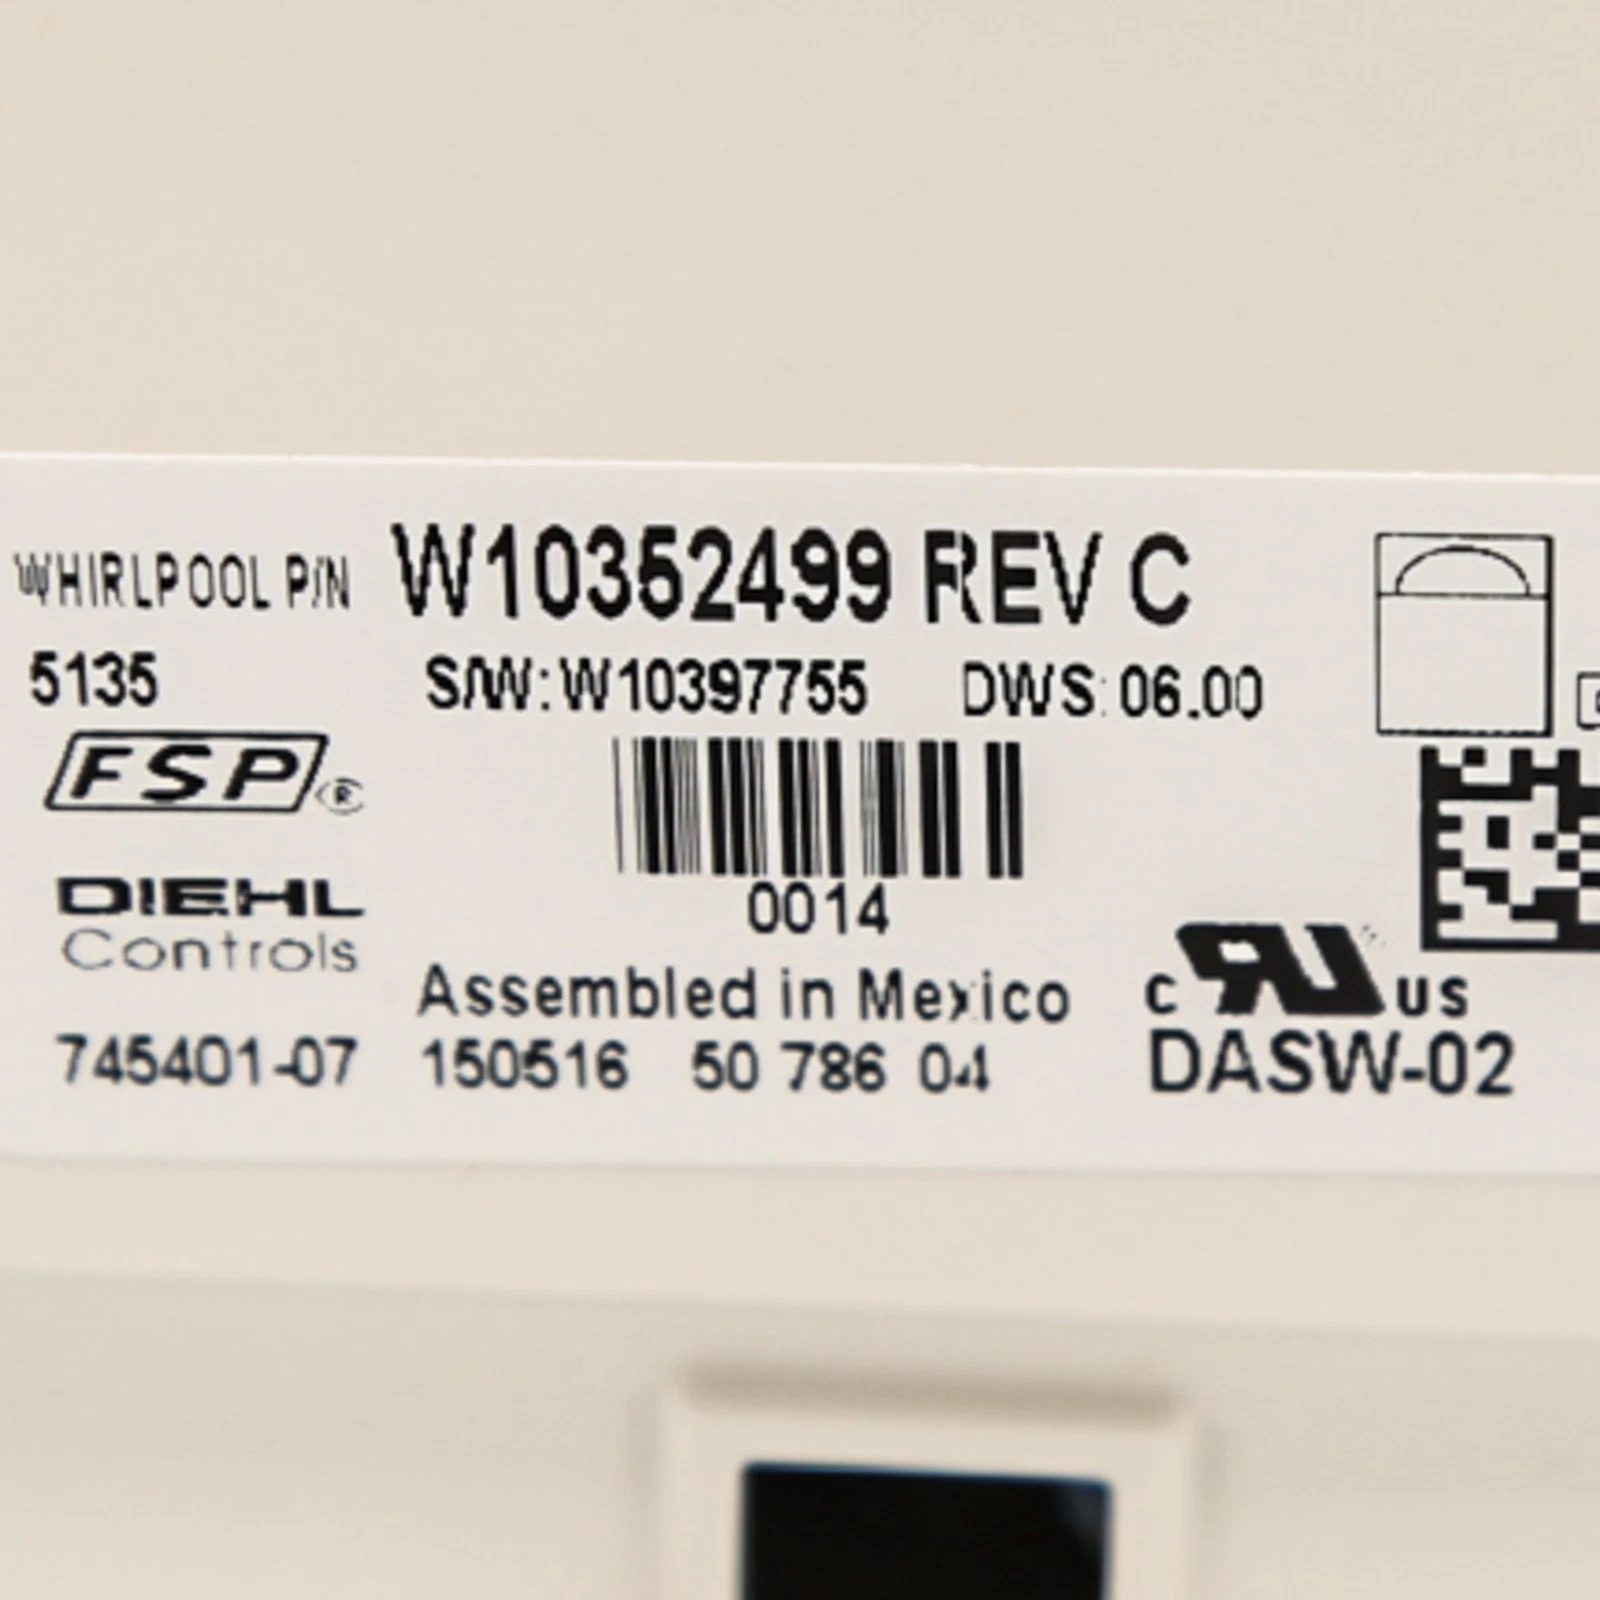 WHIRLPOOL P/N W10352499 REV C
5135 S/W: W10397755 DWS: 06.00
FSP®
0014
DIEHL
Controls
Assembled in Mexico
C RU US
745401-07 150516 50 786 04 DASW-02